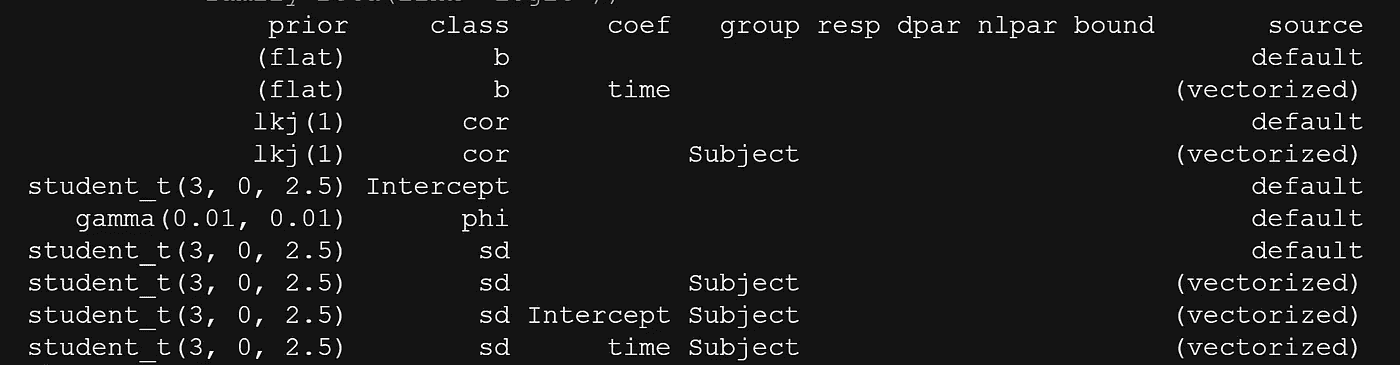 prior class coef group resp dpar nlpar bound source
(flat) b default
(flat) b time (vectorized)
lkj(1) cor default
lkj(1) cor Subject (vectorized)
student_t(3, 0, 2.5) Intercept default
gamma(0.01, 0.01) phi default
student_t(3, 0, 2.5) sd default
student_t(3, 0, 2.5) sd Subject (vectorized)
student_t(3, 0, 2.5) sd Intercept Subject (vectorized)
student_t(3, 0, 2.5) sd time Subject (vectorized)